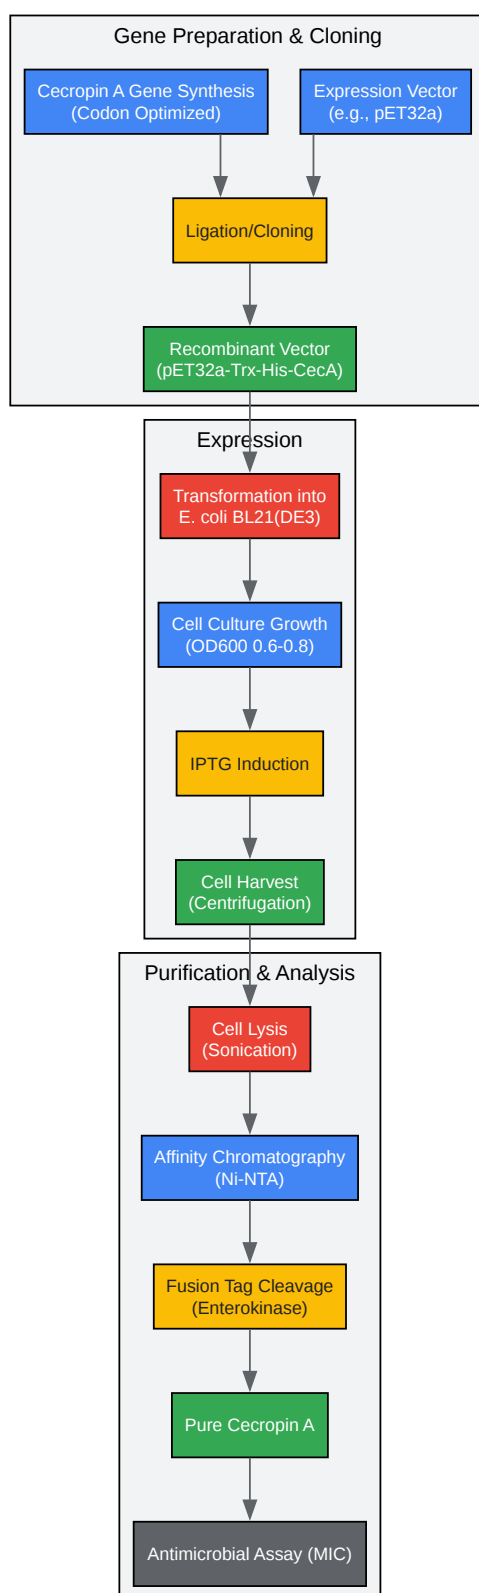 Gene Preparation & Cloning
Cecropin A Gene Synthesis
(Codon Optimized)
Expression Vector
(e.g., pET32a)
Ligation/Cloning
Recombinant Vector
(pET32a-Trx-His-CecA)
Expression
Transformation into
E. coli BL21(DE3)
Cell Culture Growth
(OD600 0.6-0.8)
IPTG Induction
Cell Harvest
(Centrifugation)
Purification & Analysis
Cell Lysis
(Sonication)
Affinity Chromatography
(Ni-NTA)
Fusion Tag Cleavage
(Enterokinase)
Pure Cecropin A
Antimicrobial Assay (MIC)